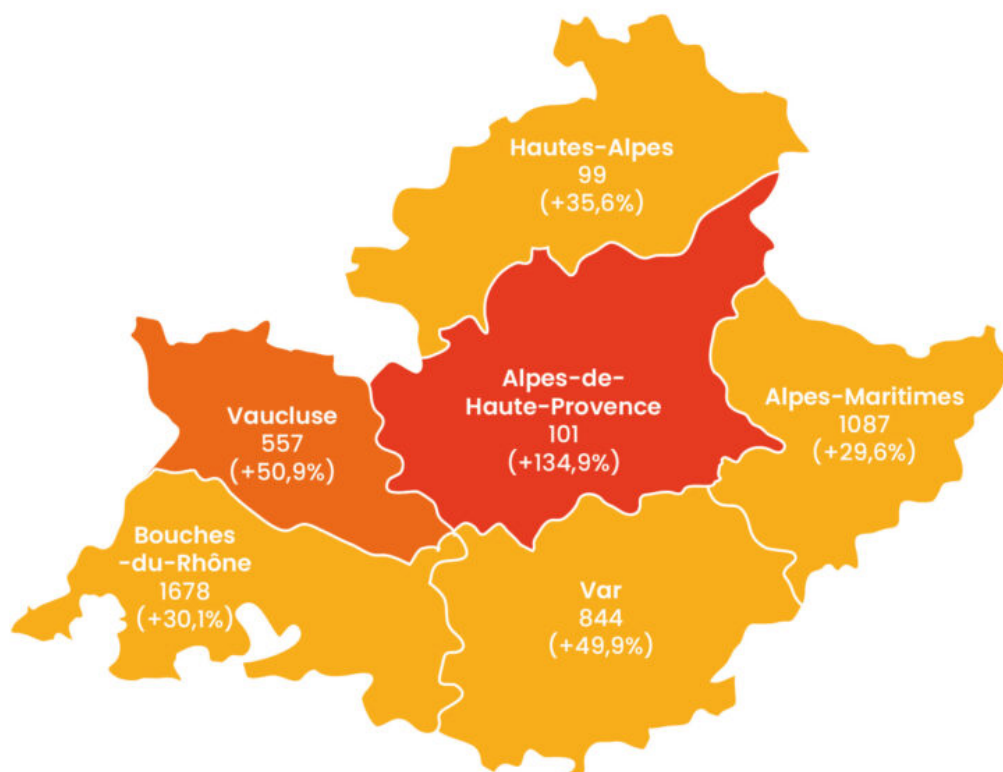 Hautes-Alpes
99
(+35,6%)
Alpes-de-
Haute-Provence
101
(+134,9%)
Alpes-Maritimes
1087
(+29,6%)
Vaucluse
557
(+50,9%)
Bouches
-du-Rhône
1678
(+30,1%)
Var
844
(+49,9%)